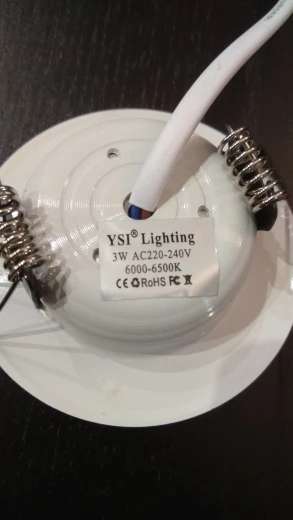 YSI® Lighting
3W AC220-240V
6000-6500K
CE RoHS FC